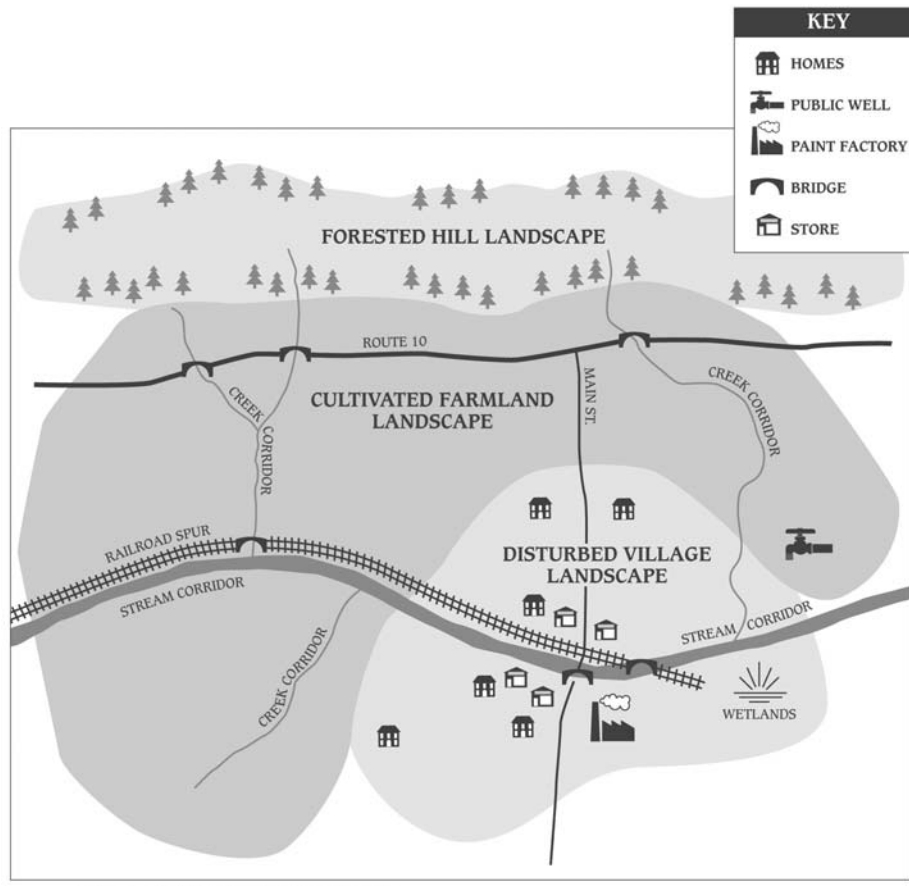 KEY
HOMES
PUBLIC WELL
PAINT FACTORY
BRIDGE
STORE
FORESTED HILL LANDSCAPE
ROUTE 10
CREEK CORRIDOR
CULTIVATED FARMLAND
LANDSCAPE
MAIN ST.
CREEK CORRIDOR
RAILROAD SPUR
STREAM CORRIDOR
DISTURBED VILLAGE
LANDSCAPE
STREAM CORRIDOR
CREEK CORRIDOR
WETLANDS